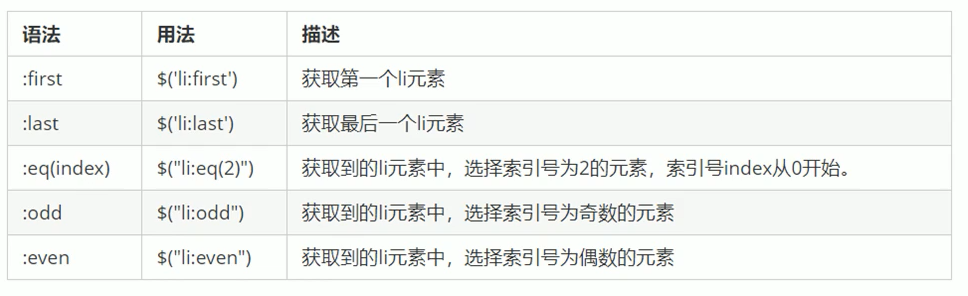 语法 用法 描述
:first $('li:first') 获取第一个li元素
:last $('li:last') 获取最后一个li元素
:eq(index) $("li:eq(2)") 获取到的li元素中，选择索引号为2的元素，索引号index从0开始。
:odd $("li:odd") 获取到的li元素中，选择索引号为奇数的元素
:even $("li:even") 获取到的li元素中，选择索引号为偶数的元素